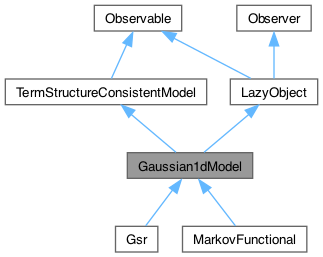 Observable
Observer
TermStructureConsistentModel
LazyObject
Gaussian1dModel
Gsr
MarkovFunctional